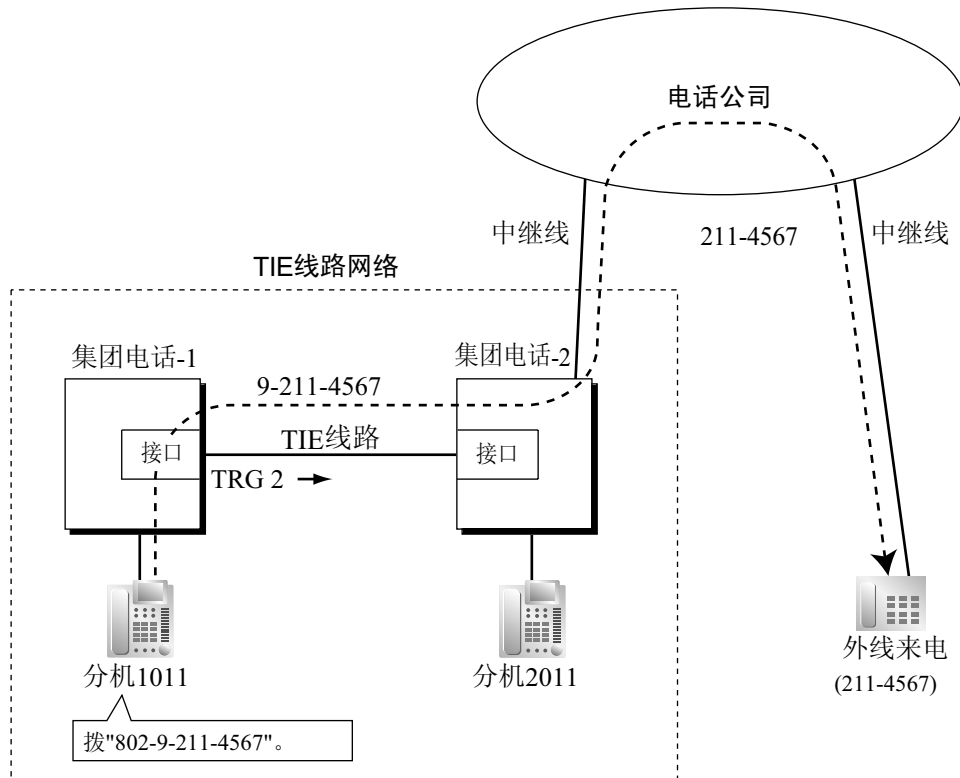 电话公司
中继线
211-4567
中继线
TIE线路网络
集团电话-1
集团电话-2
9-211-4567
接口
TIE线路
接口
TRG 2
分机1011
分机2011
外线来电
(211-4567)
拨"802-9-211-4567"。